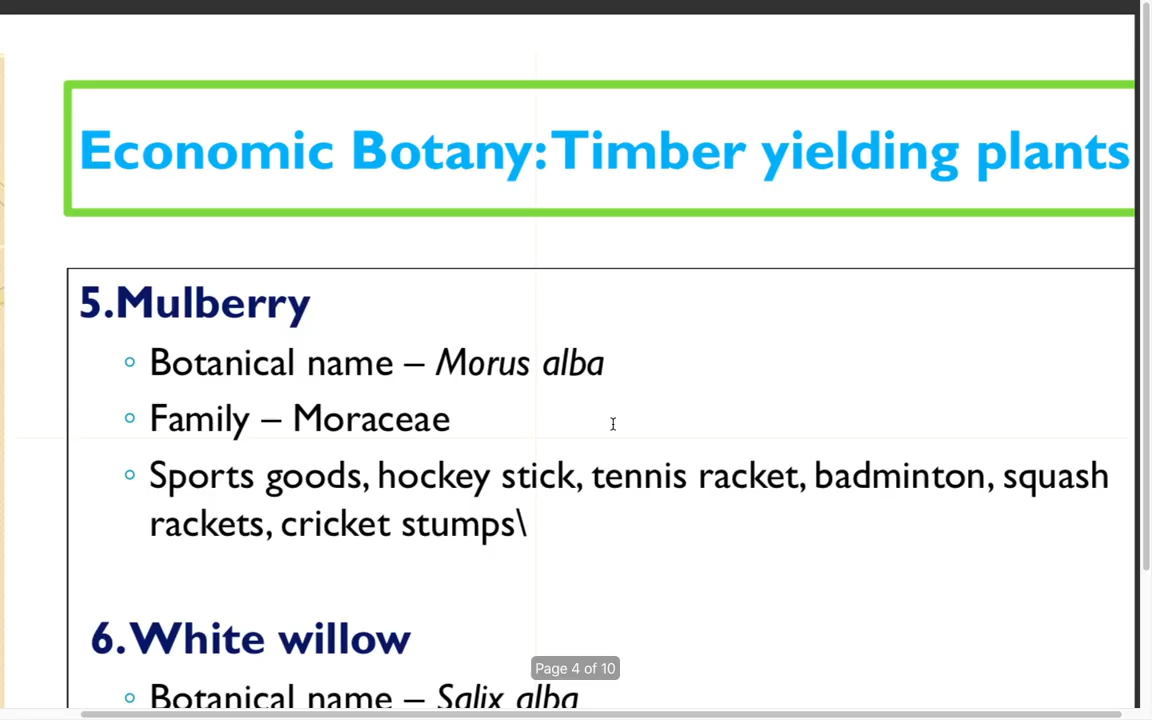 Economic Botany: Timber yielding plants
5.Mulberry
◦ Botanical name – Morus alba
◦ Family – Moraceae
◦ Sports goods, hockey stick, tennis racket, badminton, squash
rackets, cricket stumps\
6. White willow
◦ Botanical name – Salix alba
Page 4 of 10